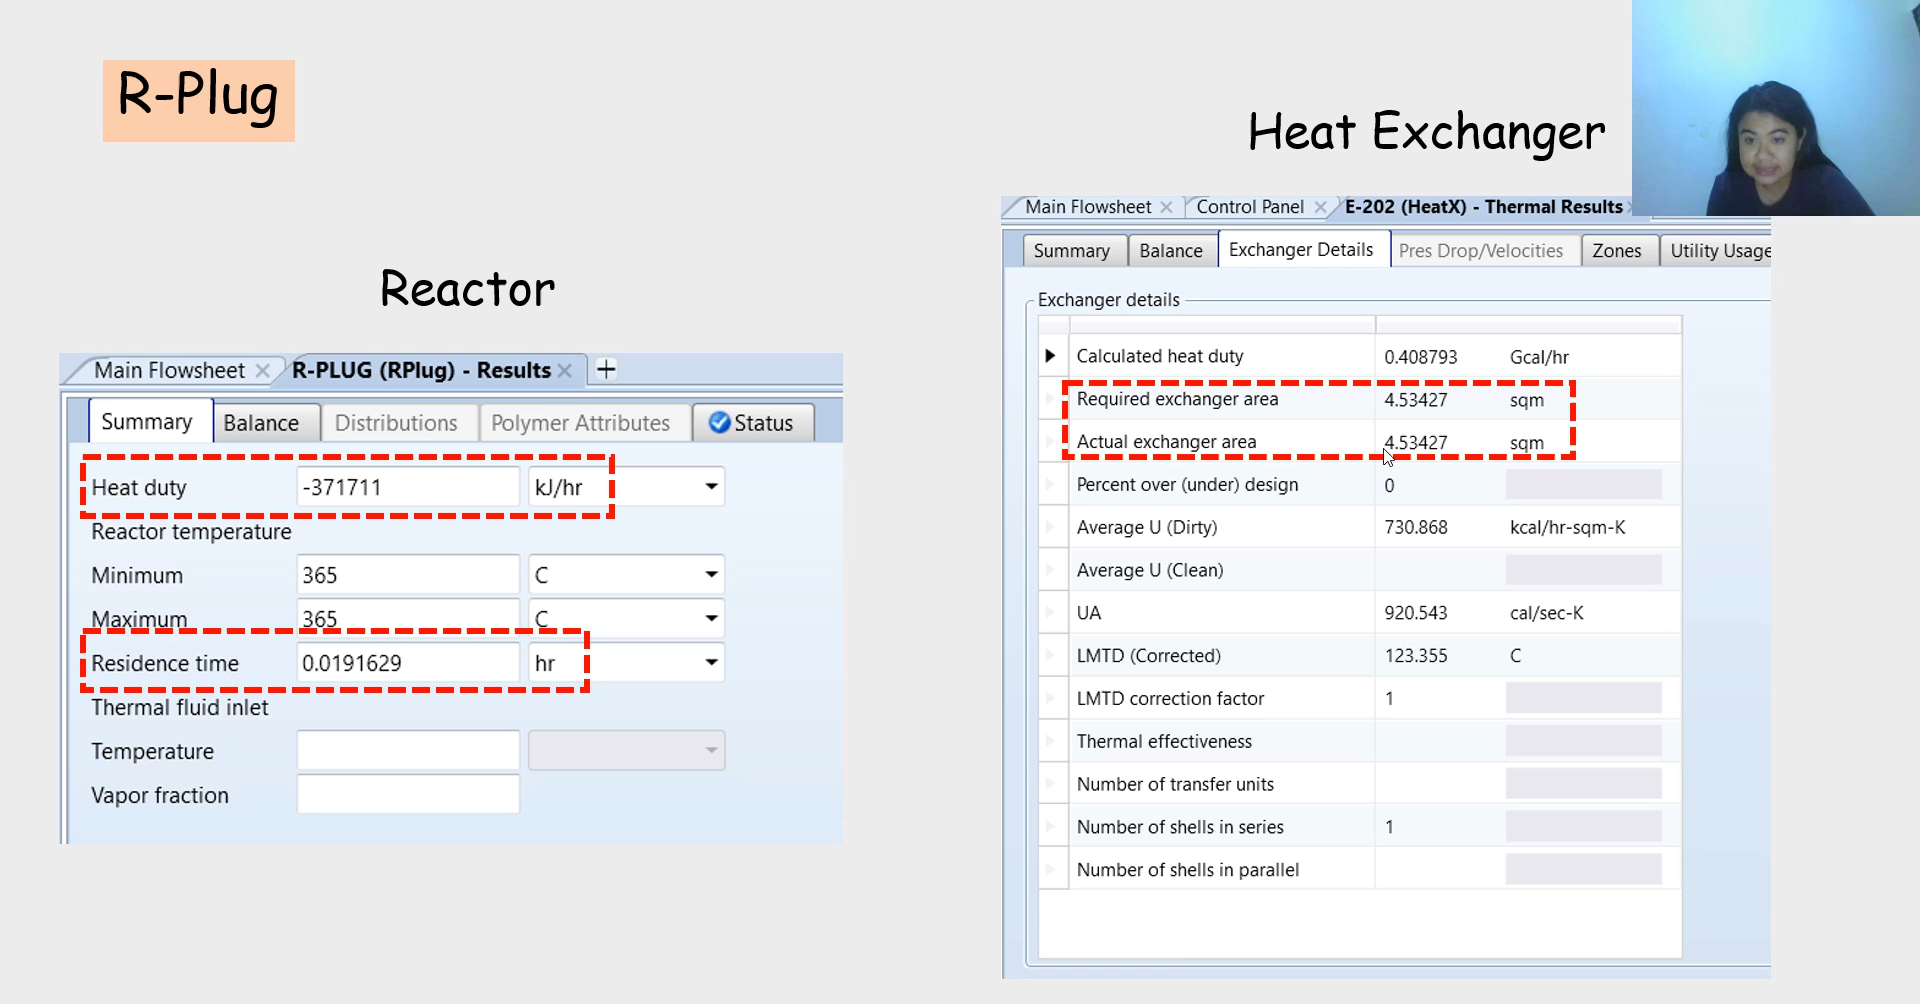 R-Plug
Heat Exchanger
Reactor
Main Flowsheet
R-PLUG (RPlug) - Results
Summary
Balance
Distributions
Polymer Attributes
Status
Heat duty -371711 kJ/hr
Reactor temperature
Minimum 365 C
Maximum 365 C
Residence time 0.0191629 hr
Thermal fluid inlet
Temperature
Vapor fraction
Main Flowsheet
Control Panel
E-202 (HeatX) - Thermal Results
Summary
Balance
Exchanger Details
Pres Drop/Velocities
Zones
Utility Usage
Exchanger details
Calculated heat duty 0.408793 Gcal/hr
Required exchanger area 4.53427 sqm
Actual exchanger area 4.53427 sqm
Percent over (under) design 0
Average U (Dirty) 730.868 kcal/hr-sqm-K
Average U (Clean)
UA 920.543 cal/sec-K
LMTD (Corrected) 123.355 C
LMTD correction factor 1
Thermal effectiveness
Number of transfer units
Number of shells in series 1
Number of shells in parallel